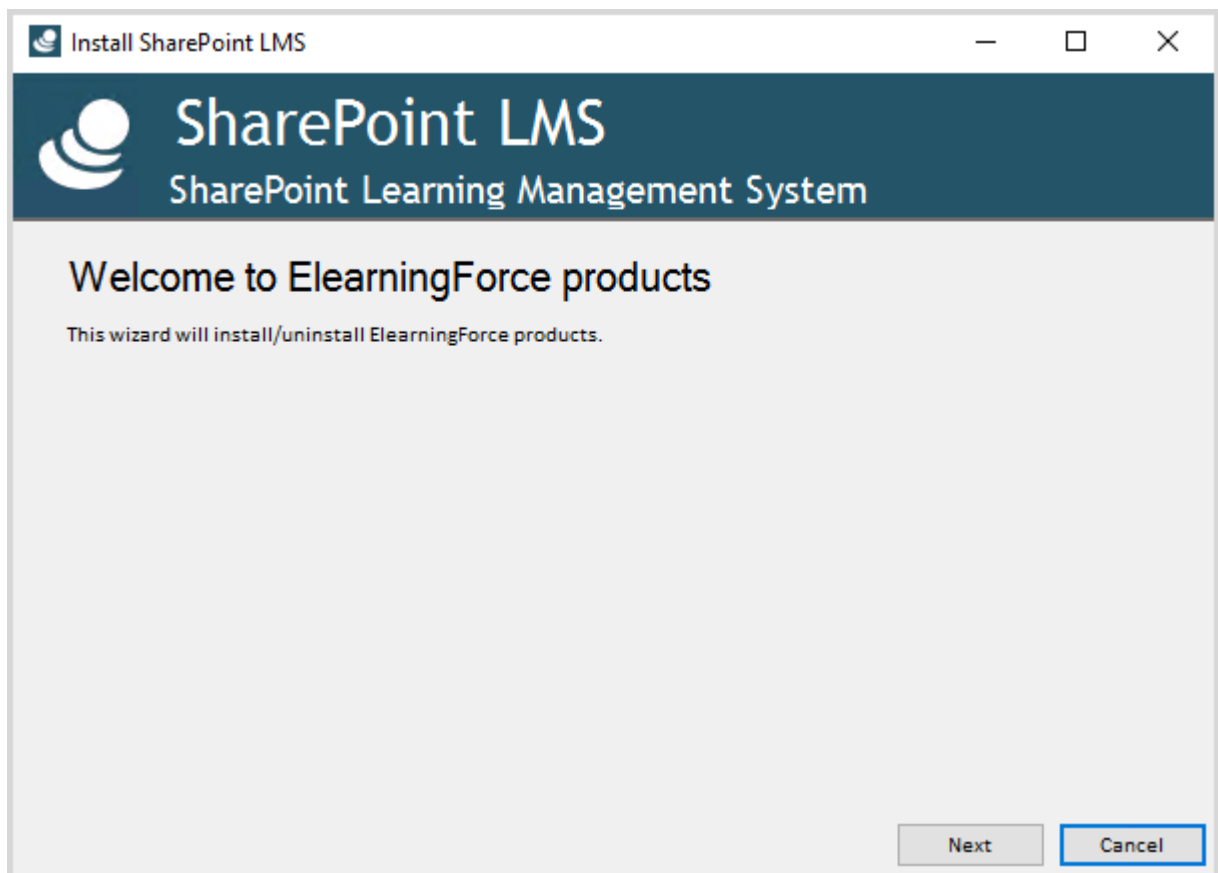 Install SharePoint LMS
SharePoint LMS
SharePoint Learning Management System
Welcome to ElearningForce products
This wizard will install/uninstall ElearningForce products.
Next
Cancel